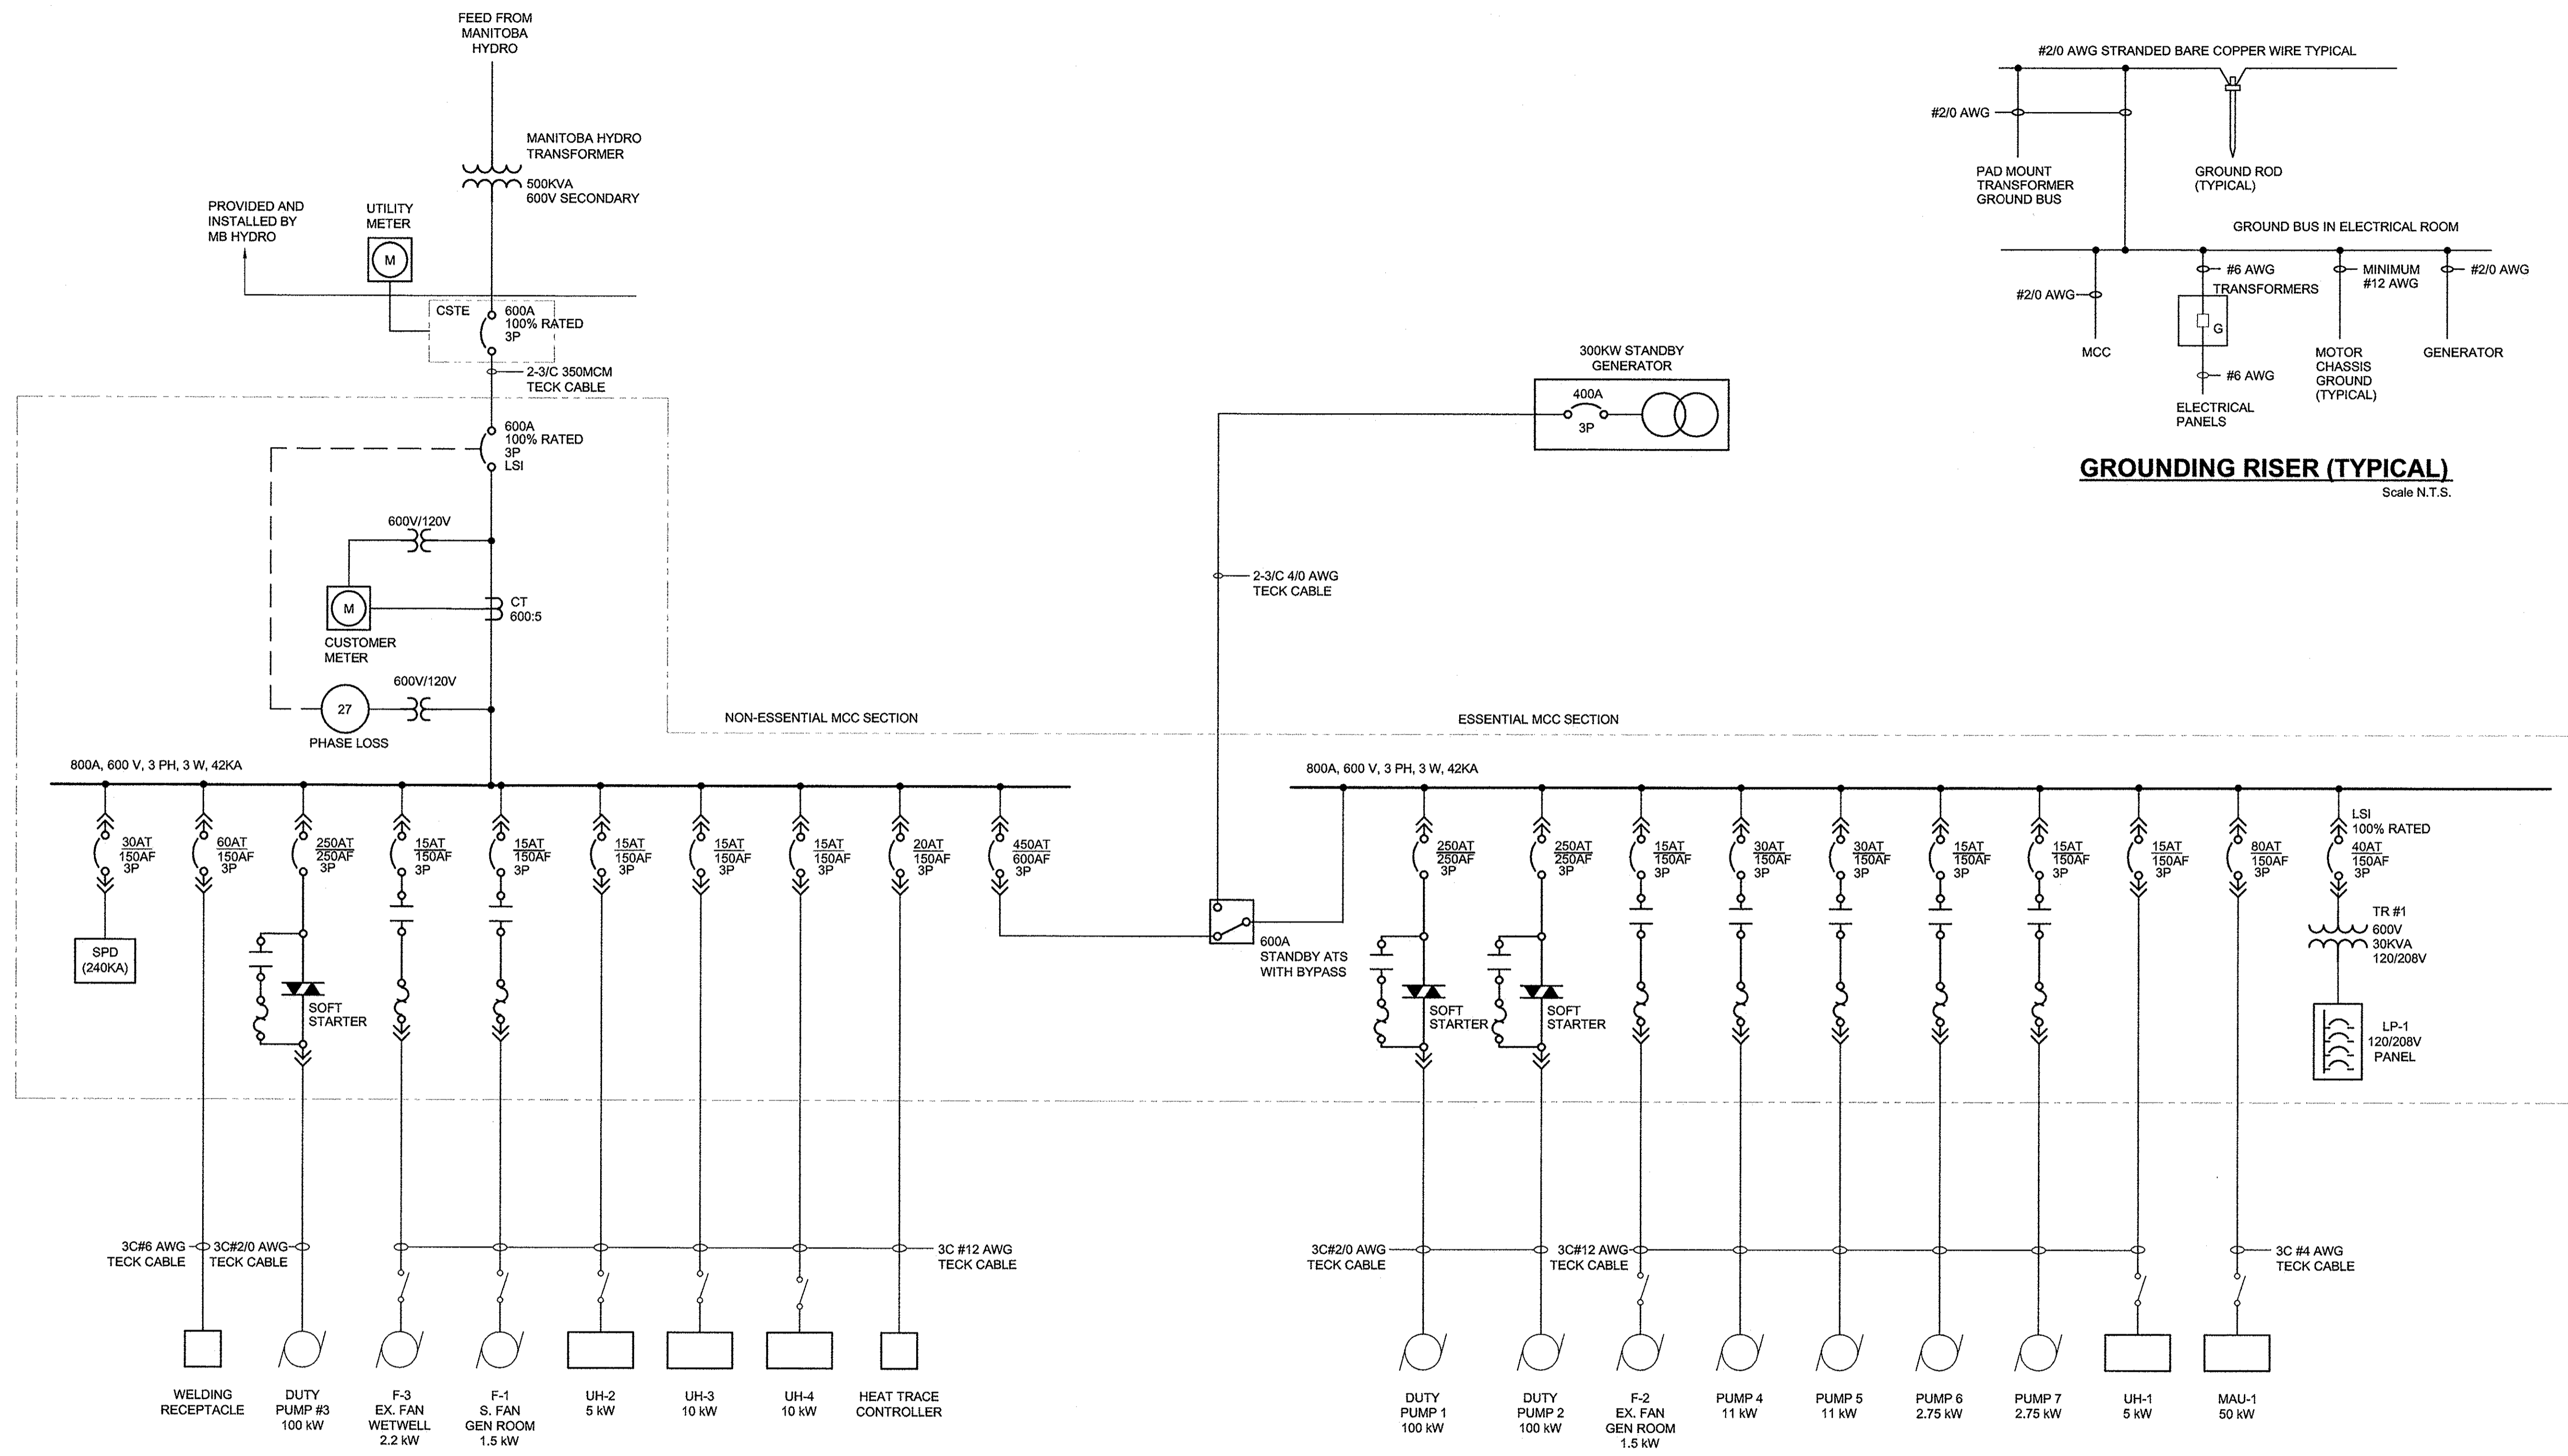 FEED FROM
MANITOBA
HYDRO
MANITOBA HYDRO
TRANSFORMER
500KVA
600V SECONDARY
PROVIDED AND
INSTALLED BY
MB HYDRO
UTILITY
METER
M
CSTE
600A
100% RATED
3P
2-3/C 350MCM
TECK CABLE
600A
100% RATED
3P
LSI
600V/120V
M
CT
600:5
CUSTOMER
METER
600V/120V
27
PHASE LOSS
NON-ESSENTIAL MCC SECTION
ESSENTIAL MCC SECTION
300KW STANDBY
GENERATOR
400A
3P
2-3/C 4/0 AWG
TECK CABLE
#2/0 AWG STRANDED BARE COPPER WIRE TYPICAL
#2/0 AWG
PAD MOUNT
TRANSFORMER
GROUND BUS
GROUND ROD
(TYPICAL)
GROUND BUS IN ELECTRICAL ROOM
#2/0 AWG
MCC
#6 AWG
TRANSFORMERS
G
#6 AWG
ELECTRICAL
PANELS
MINIMUM
#12 AWG
MOTOR
CHASSIS
GROUND
(TYPICAL)
#2/0 AWG
GENERATOR
GROUNDING RISER (TYPICAL)
Scale N.T.S.
800A, 600 V, 3 PH, 3 W, 42KA
30AT
150AF
3P
60AT
150AF
3P
250AT
250AF
3P
15AT
150AF
3P
15AT
150AF
3P
15AT
150AF
3P
15AT
150AF
3P
15AT
150AF
3P
20AT
150AF
3P
450AT
600AF
3P
SPD
(240KA)
SOFT
STARTER
600A
STANDBY ATS
WITH BYPASS
800A, 600 V, 3 PH, 3 W, 42KA
250AT
250AF
3P
250AT
250AF
3P
15AT
150AF
3P
30AT
150AF
3P
30AT
150AF
3P
15AT
150AF
3P
15AT
150AF
3P
15AT
150AF
3P
80AT
150AF
3P
LSI
100% RATED
40AT
150AF
3P
SOFT
STARTER
SOFT
STARTER
TR #1
600V
30KVA
120/208V
LP-1
120/208V
PANEL
3C#6 AWG
TECK CABLE
3C#2/0 AWG
TECK CABLE
3C #12 AWG
TECK CABLE
3C#2/0 AWG
TECK CABLE
3C#12 AWG
TECK CABLE
3C #4 AWG
TECK CABLE
WELDING
RECEPTACLE
DUTY
PUMP #3
100 kW
F-3
EX. FAN
WETWELL
2.2 kW
F-1
S. FAN
GEN ROOM
1.5 kW
UH-2
5 kW
UH-3
10 kW
UH-4
10 kW
HEAT TRACE
CONTROLLER
DUTY
PUMP 1
100 kW
DUTY
PUMP 2
100 kW
F-2
EX. FAN
GEN ROOM
1.5 kW
PUMP 4
11 kW
PUMP 5
11 kW
PUMP 6
2.75 kW
PUMP 7
2.75 kW
UH-1
5 kW
MAU-1
50 kW